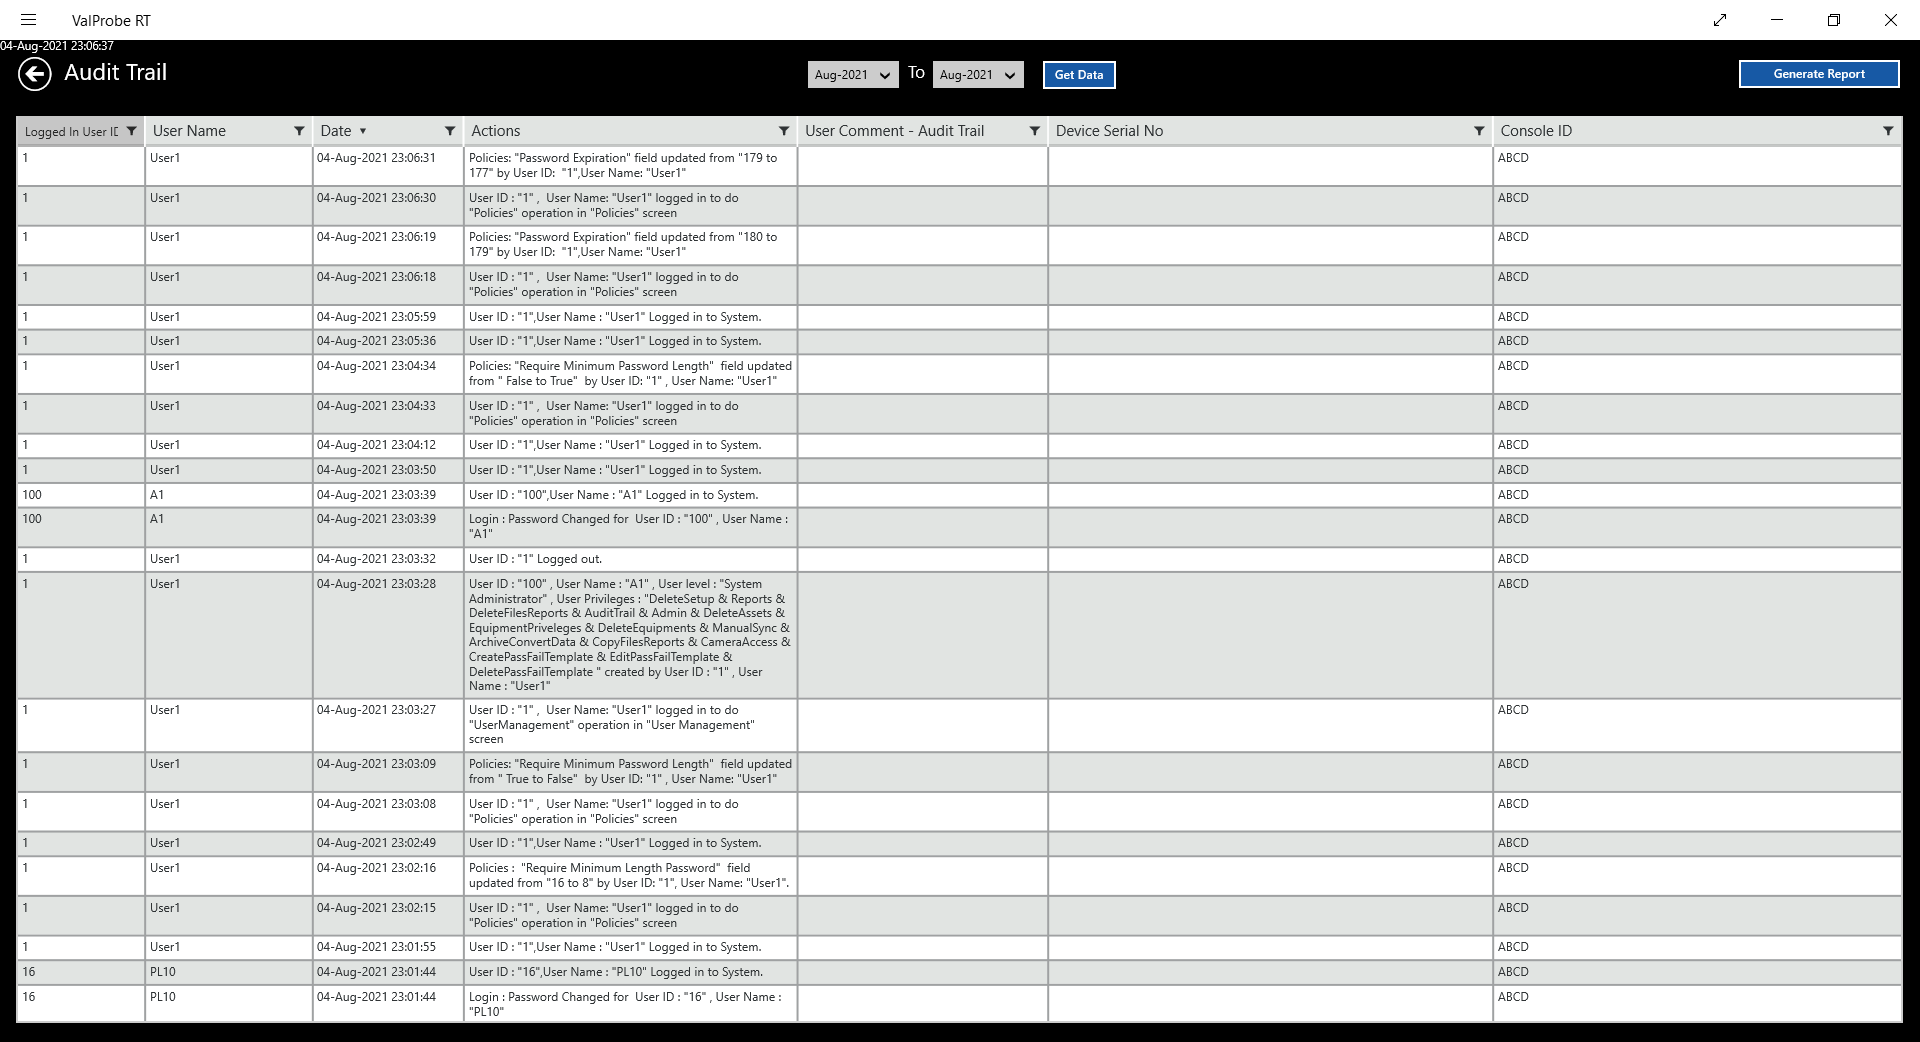 ValProbe RT
04-Aug-2021 23:06:37
Audit Trail
Aug-2021 To Aug-2021 Get Data
Generate Report
Logged In User ID User Name Date Actions User Comment - Audit Trail Device Serial No Console ID
1 User1 04-Aug-2021 23:06:31 Policies: "Password Expiration" field updated from "179 to ABCD
177" by User ID:  "1",User Name: "User1"
1 User1 04-Aug-2021 23:06:30 User ID : "1" ,  User Name: "User1" logged in to do ABCD
"Policies" operation in "Policies" screen
1 User1 04-Aug-2021 23:06:19 Policies: "Password Expiration" field updated from "180 to ABCD
179" by User ID:  "1",User Name: "User1"
1 User1 04-Aug-2021 23:06:18 User ID : "1" ,  User Name: "User1" logged in to do ABCD
"Policies" operation in "Policies" screen
1 User1 04-Aug-2021 23:05:59 User ID : "1",User Name : "User1" Logged in to System. ABCD
1 User1 04-Aug-2021 23:05:36 User ID : "1",User Name : "User1" Logged in to System. ABCD
1 User1 04-Aug-2021 23:04:34 Policies: "Require Minimum Password Length"  field updated ABCD
from " False to True"  by User ID: "1" , User Name: "User1"
1 User1 04-Aug-2021 23:04:33 User ID : "1" ,  User Name: "User1" logged in to do ABCD
"Policies" operation in "Policies" screen
1 User1 04-Aug-2021 23:04:12 User ID : "1",User Name : "User1" Logged in to System. ABCD
1 User1 04-Aug-2021 23:03:50 User ID : "1",User Name : "User1" Logged in to System. ABCD
100 A1 04-Aug-2021 23:03:39 User ID : "100",User Name : "A1" Logged in to System. ABCD
100 A1 04-Aug-2021 23:03:39 Login : Password Changed for  User ID : "100" , User Name : ABCD
"A1"
1 User1 04-Aug-2021 23:03:32 User ID : "1" Logged out. ABCD
1 User1 04-Aug-2021 23:03:28 User ID : "100" , User Name : "A1" , User level : "System ABCD
Administrator" , User Privileges : "DeleteSetup & Reports &
DeleteFilesReports & AuditTrail & Admin & DeleteAssets &
EquipmentPriveleges & DeleteEquipments & ManualSync &
ArchiveConvertData & CopyFilesReports & CameraAccess &
CreatePassFailTemplate & EditPassFailTemplate &
DeletePassFailTemplate " created by User ID : "1" , User
Name : "User1"
1 User1 04-Aug-2021 23:03:27 User ID : "1" ,  User Name: "User1" logged in to do ABCD
"UserManagement" operation in "User Management"
screen
1 User1 04-Aug-2021 23:03:09 Policies: "Require Minimum Password Length"  field updated ABCD
from " True to False"  by User ID: "1" , User Name: "User1"
1 User1 04-Aug-2021 23:03:08 User ID : "1" ,  User Name: "User1" logged in to do ABCD
"Policies" operation in "Policies" screen
1 User1 04-Aug-2021 23:02:49 User ID : "1",User Name : "User1" Logged in to System. ABCD
1 User1 04-Aug-2021 23:02:16 Policies :  "Require Minimum Length Password"  field ABCD
updated from "16 to 8" by User ID: "1", User Name: "User1".
1 User1 04-Aug-2021 23:02:15 User ID : "1" ,  User Name: "User1" logged in to do ABCD
"Policies" operation in "Policies" screen
1 User1 04-Aug-2021 23:01:55 User ID : "1",User Name : "User1" Logged in to System. ABCD
16 PL10 04-Aug-2021 23:01:44 User ID : "16",User Name : "PL10" Logged in to System. ABCD
16 PL10 04-Aug-2021 23:01:44 Login : Password Changed for  User ID : "16" , User Name : ABCD
"PL10"